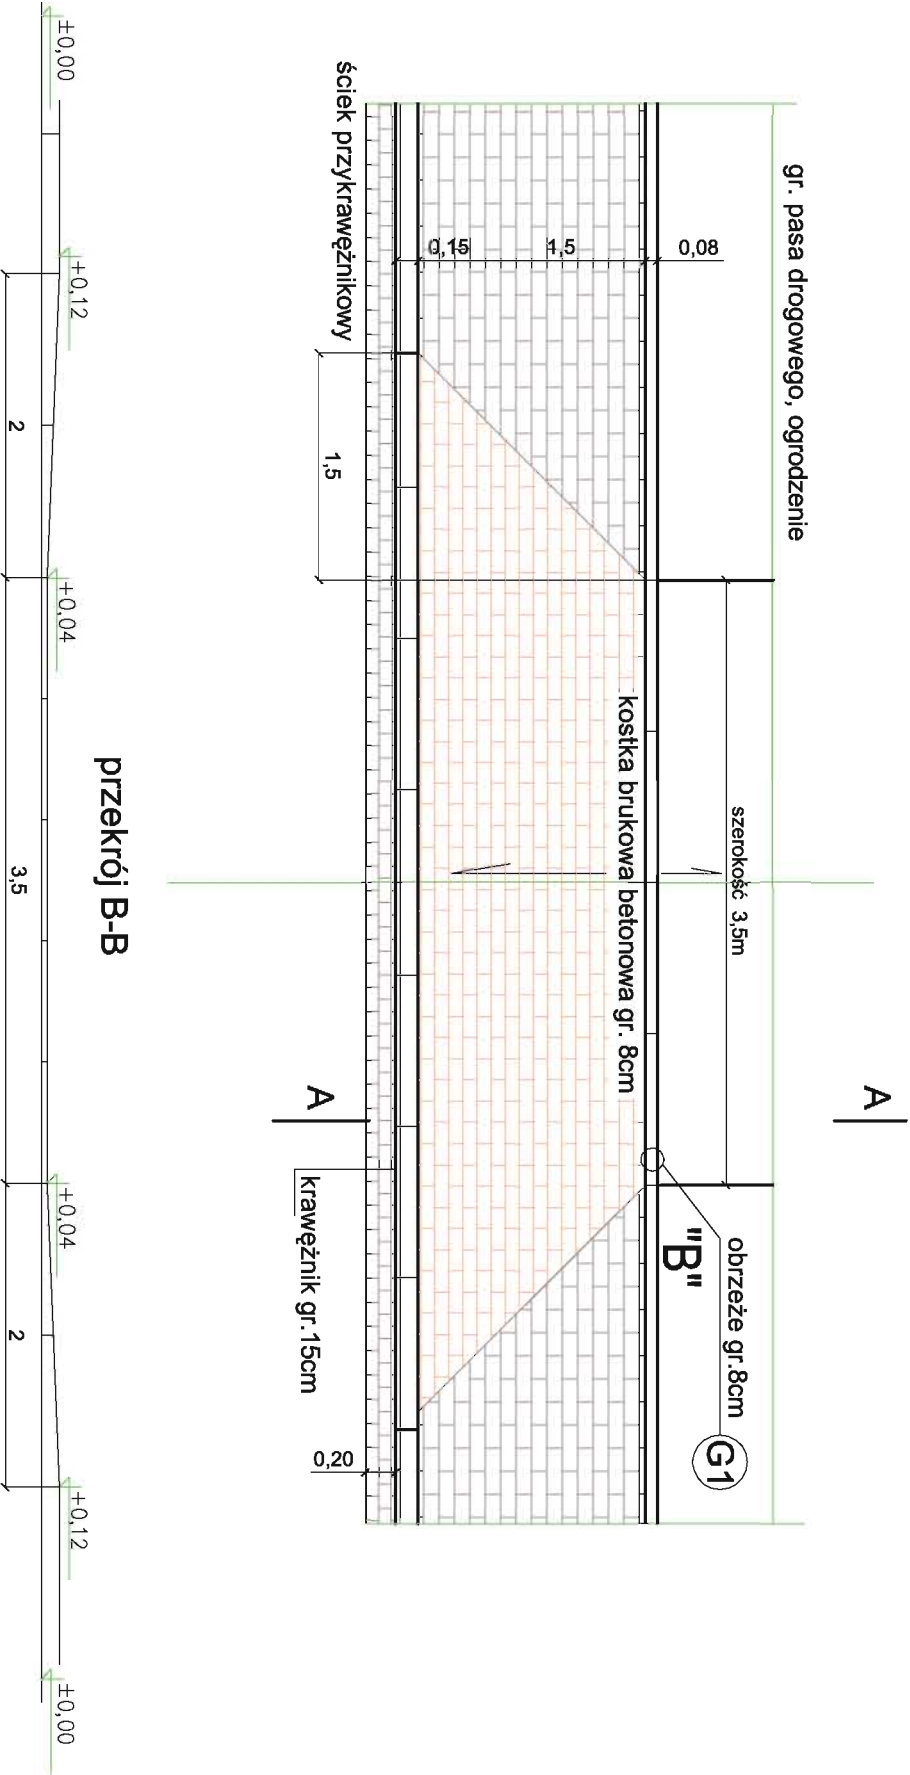 A
A
gr. pasa drogowego, ogrodzenie
szerokość 3,5m
obrzeże gr.8cm
G1
"B"
0,08
1,5
0,15
kostka brukowa betonowa gr. 8cm
ściek przykrawężnikowy
1,5
krawężnik gr.15cm
0,20
przekrój B-B
±0,00
+0,12
+0,04
+0,04
+0,12
±0,00
2
3,5
2